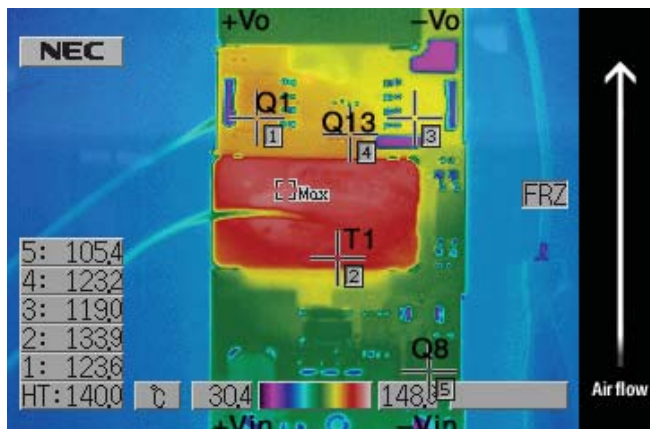 +Vo
−Vo
NEC
Q1
1
Q13
4
3
Max
FRZ
T1
2
5: 105.4
4: 123.2
3: 119.0
2: 133.9
1: 123.6
HT: 140.0
℃
30.4
Q8
5
Air flow
+Vin
−Vin